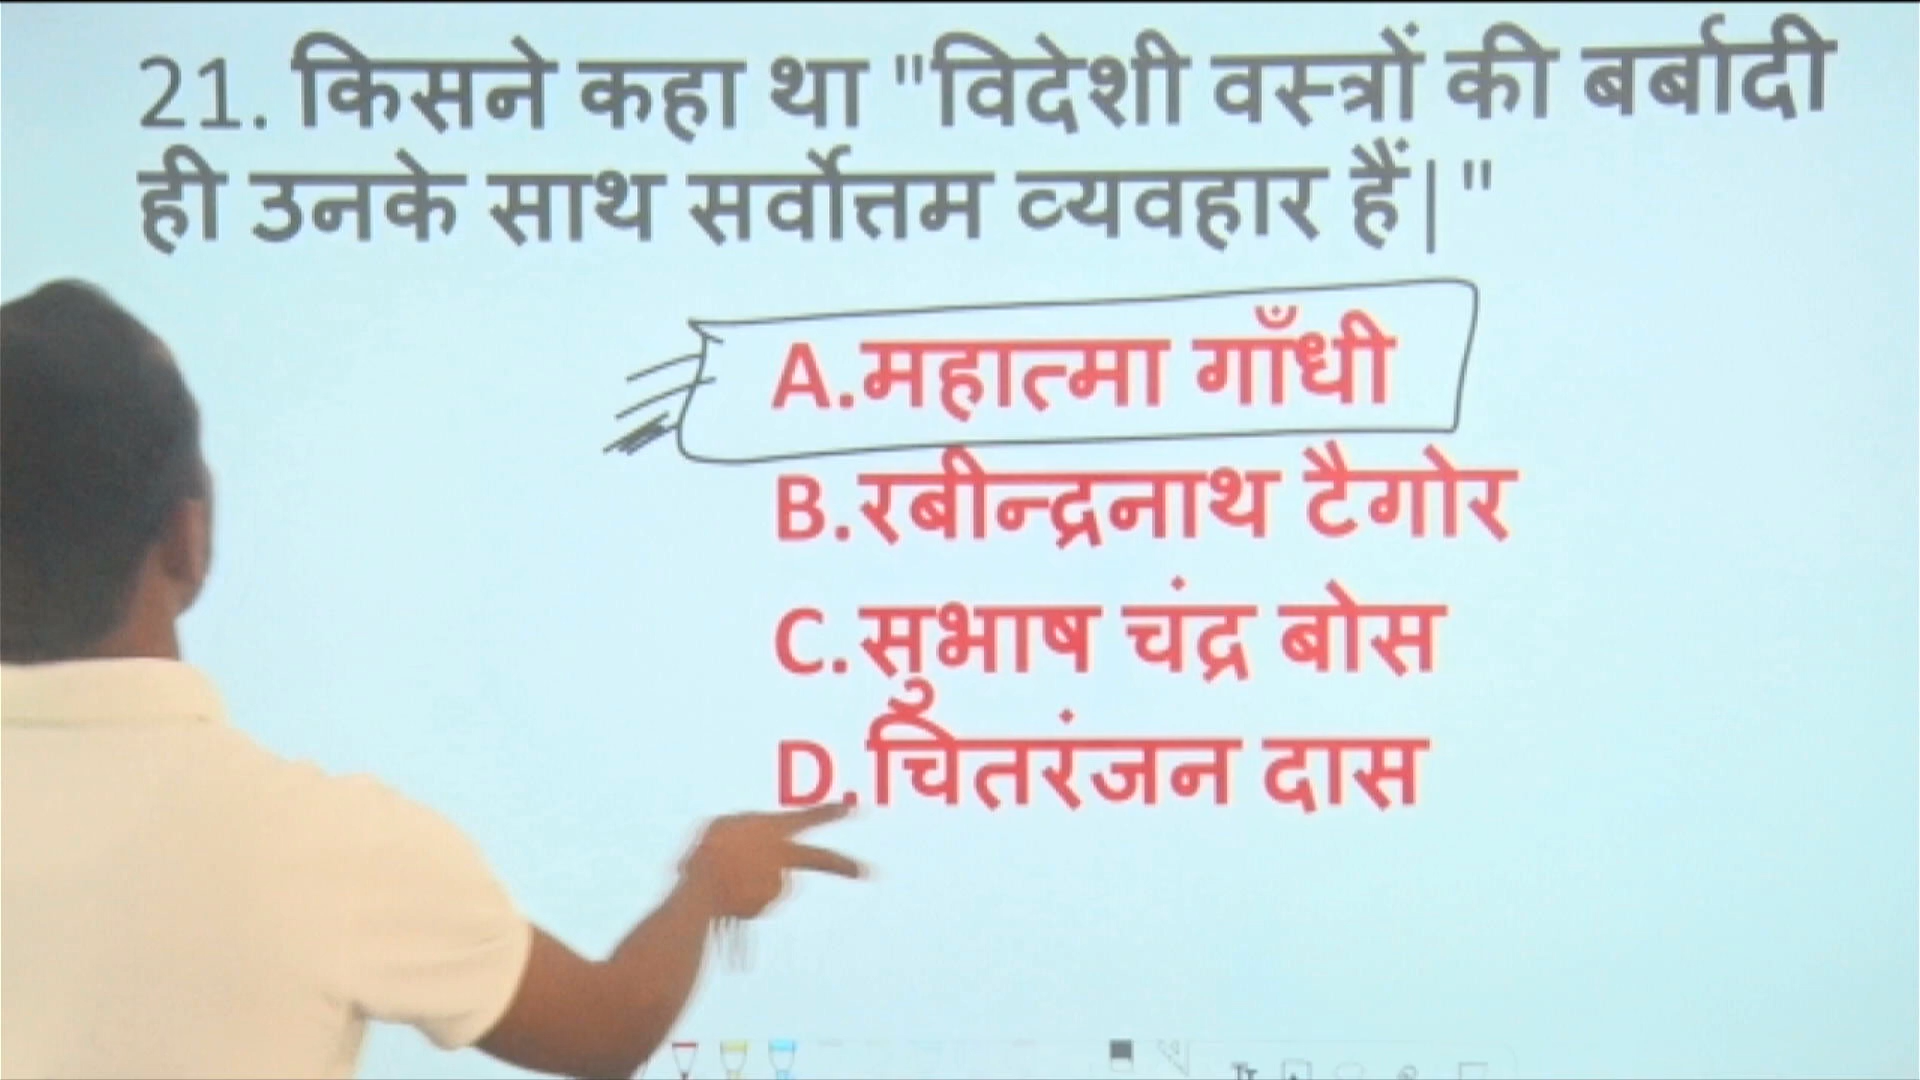 21. किसने कहा था "विदेशी वस्त्रों की बर्बादी
ही उनके साथ सर्वोत्तम व्यवहार हैं|"
A.महात्मा गाँधी
B.रबीन्द्रनाथ टैगोर
C.सुभाष चंद्र बोस
D.चितरंजन दास